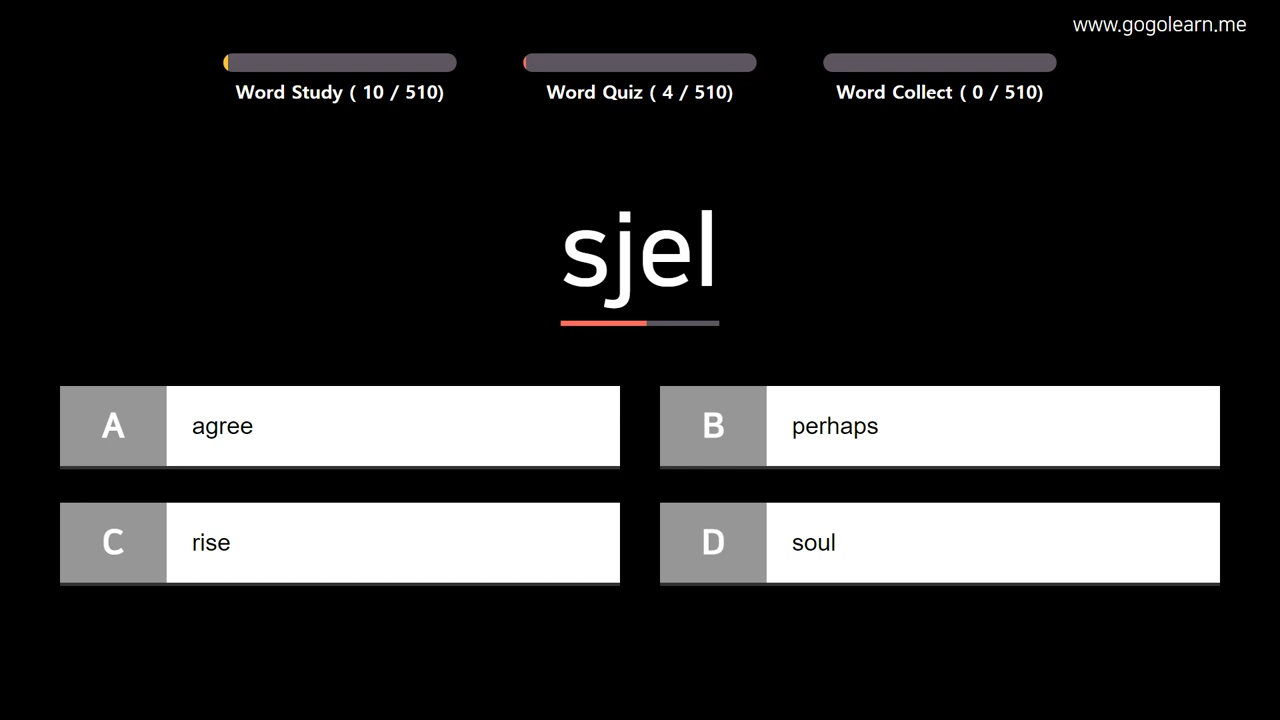 www.gogolearn.me
Word Study ( 10 / 510)
Word Quiz ( 4 / 510)
Word Collect ( 0 / 510)
sjel
A agree
B perhaps
C rise
D soul